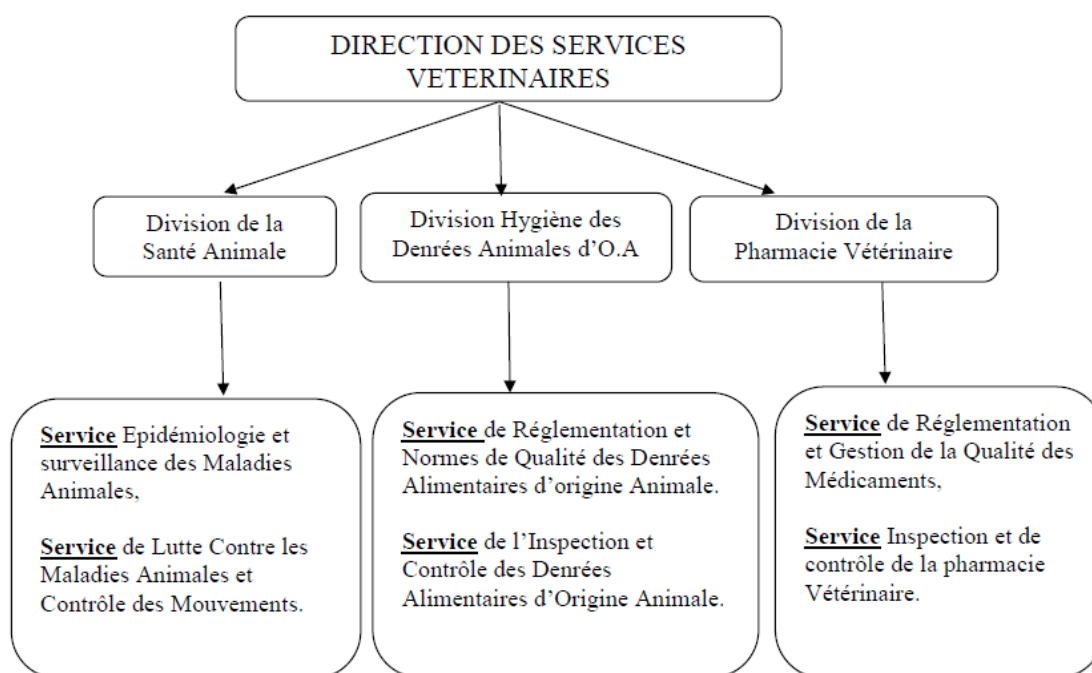 DIRECTION DES SERVICES
VETERINAIRES
Division de la
Santé Animale
Division Hygiène des
Denrées Animales d’O.A
Division de la
Pharmacie Vétérinaire
Service Epidémiologie et
surveillance des Maladies
Animales,
Service de Lutte Contre les
Maladies Animales et
Contrôle des Mouvements.
Service de Réglementation et
Normes de Qualité des Denrées
Alimentaires d’origine Animale.
Service de l’Inspection et
Contrôle des Denrées
Alimentaires d’Origine Animale.
Service de Réglementation
et Gestion de la Qualité des
Médicaments,
Service Inspection et de
contrôle de la pharmacie
Vétérinaire.